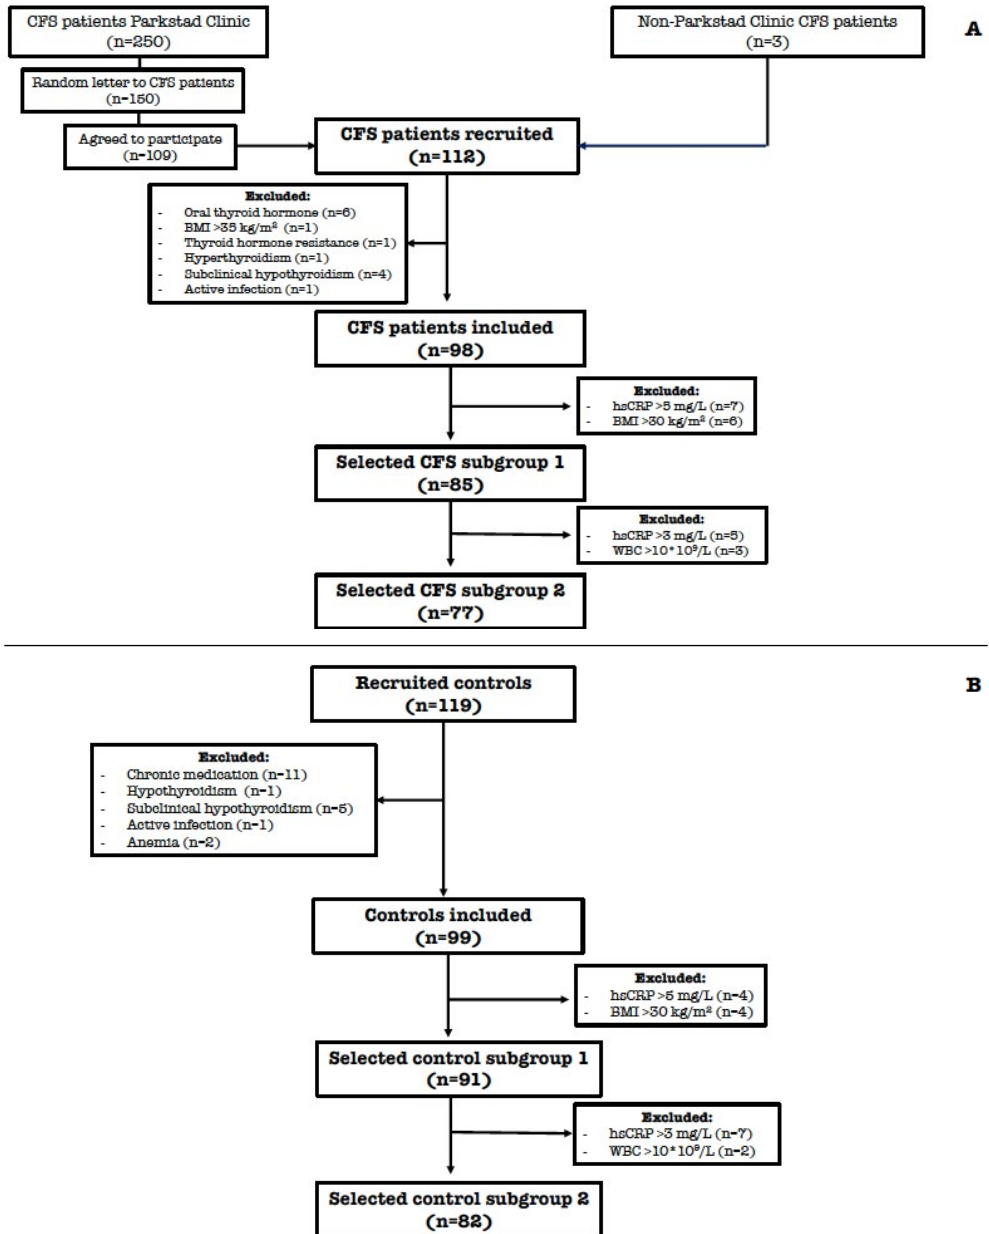 CFS patients Parkstad Clinic
(n=250)
Non-Parkstad Clinic CFS patients
(n=3)
A
Random letter to CFS patients
(n=150)
Agreed to participate
(n=109)
CFS patients recruited
(n=112)
Excluded:
- Oral thyroid hormone (n=6)
- BMI >35 kg/m² (n=1)
- Thyroid hormone resistance (n=1)
- Hyperthyroidism (n=1)
- Subclinical hypothyroidism (n=4)
- Active infection (n=1)
CFS patients included
(n=98)
Excluded:
- hsCRP >5 mg/L (n=7)
- BMI >30 kg/m² (n=6)
Selected CFS subgroup 1
(n=85)
Excluded:
- hsCRP >3 mg/L (n=5)
- WBC >10*10⁹/L (n=3)
Selected CFS subgroup 2
(n=77)
Recruited controls
(n=119)
B
Excluded:
- Chronic medication (n=11)
- Hypothyroidism (n=1)
- Subclinical hypothyroidism (n=5)
- Active infection (n=1)
- Anemia (n=2)
Controls included
(n=99)
Excluded:
- hsCRP >5 mg/L (n=4)
- BMI >30 kg/m² (n=4)
Selected control subgroup 1
(n=91)
Excluded:
- hsCRP >3 mg/L (n=7)
- WBC >10*10⁹/L (n=2)
Selected control subgroup 2
(n=82)